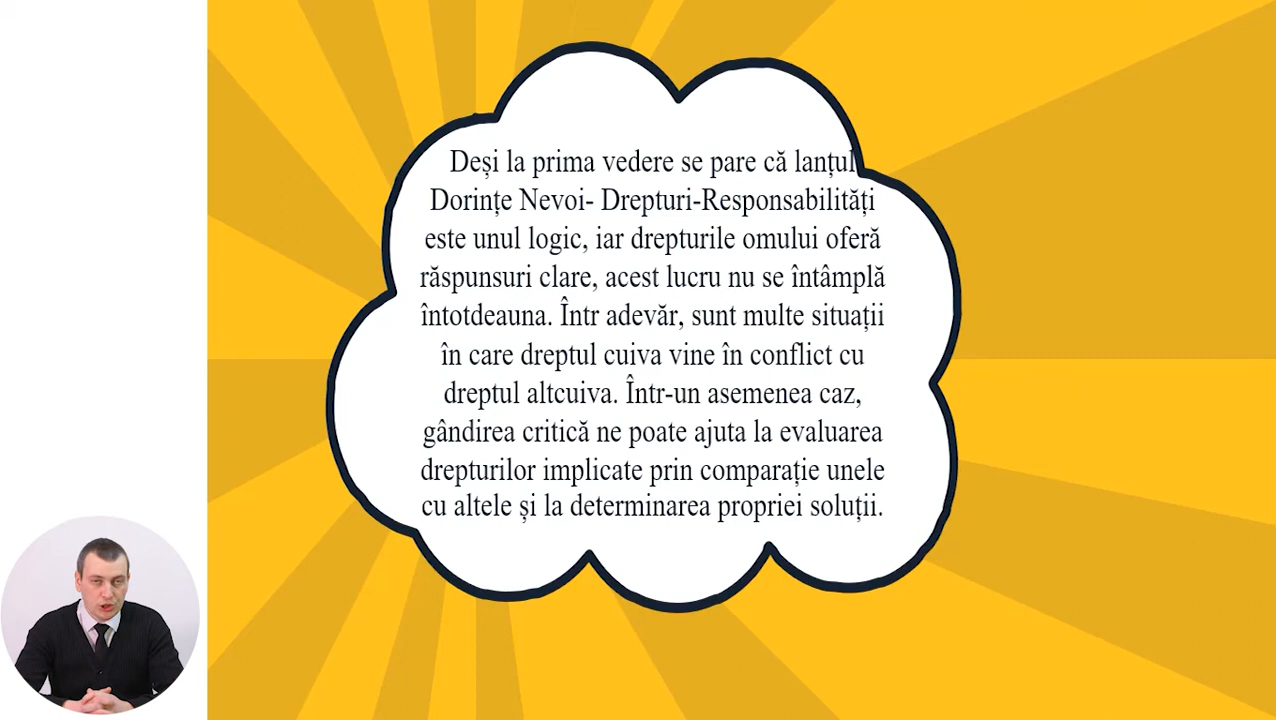 Deși la prima vedere se pare că lanțul
Dorințe Nevoi- Drepturi-Responsabilități
este unul logic, iar drepturile omului oferă
răspunsuri clare, acest lucru nu se întâmplă
întotdeauna. Într adevăr, sunt multe situații
în care dreptul cuiva vine în conflict cu
dreptul altcuiva. Într-un asemenea caz,
gândirea critică ne poate ajuta la evaluarea
drepturilor implicate prin comparație unele
cu altele și la determinarea propriei soluții.